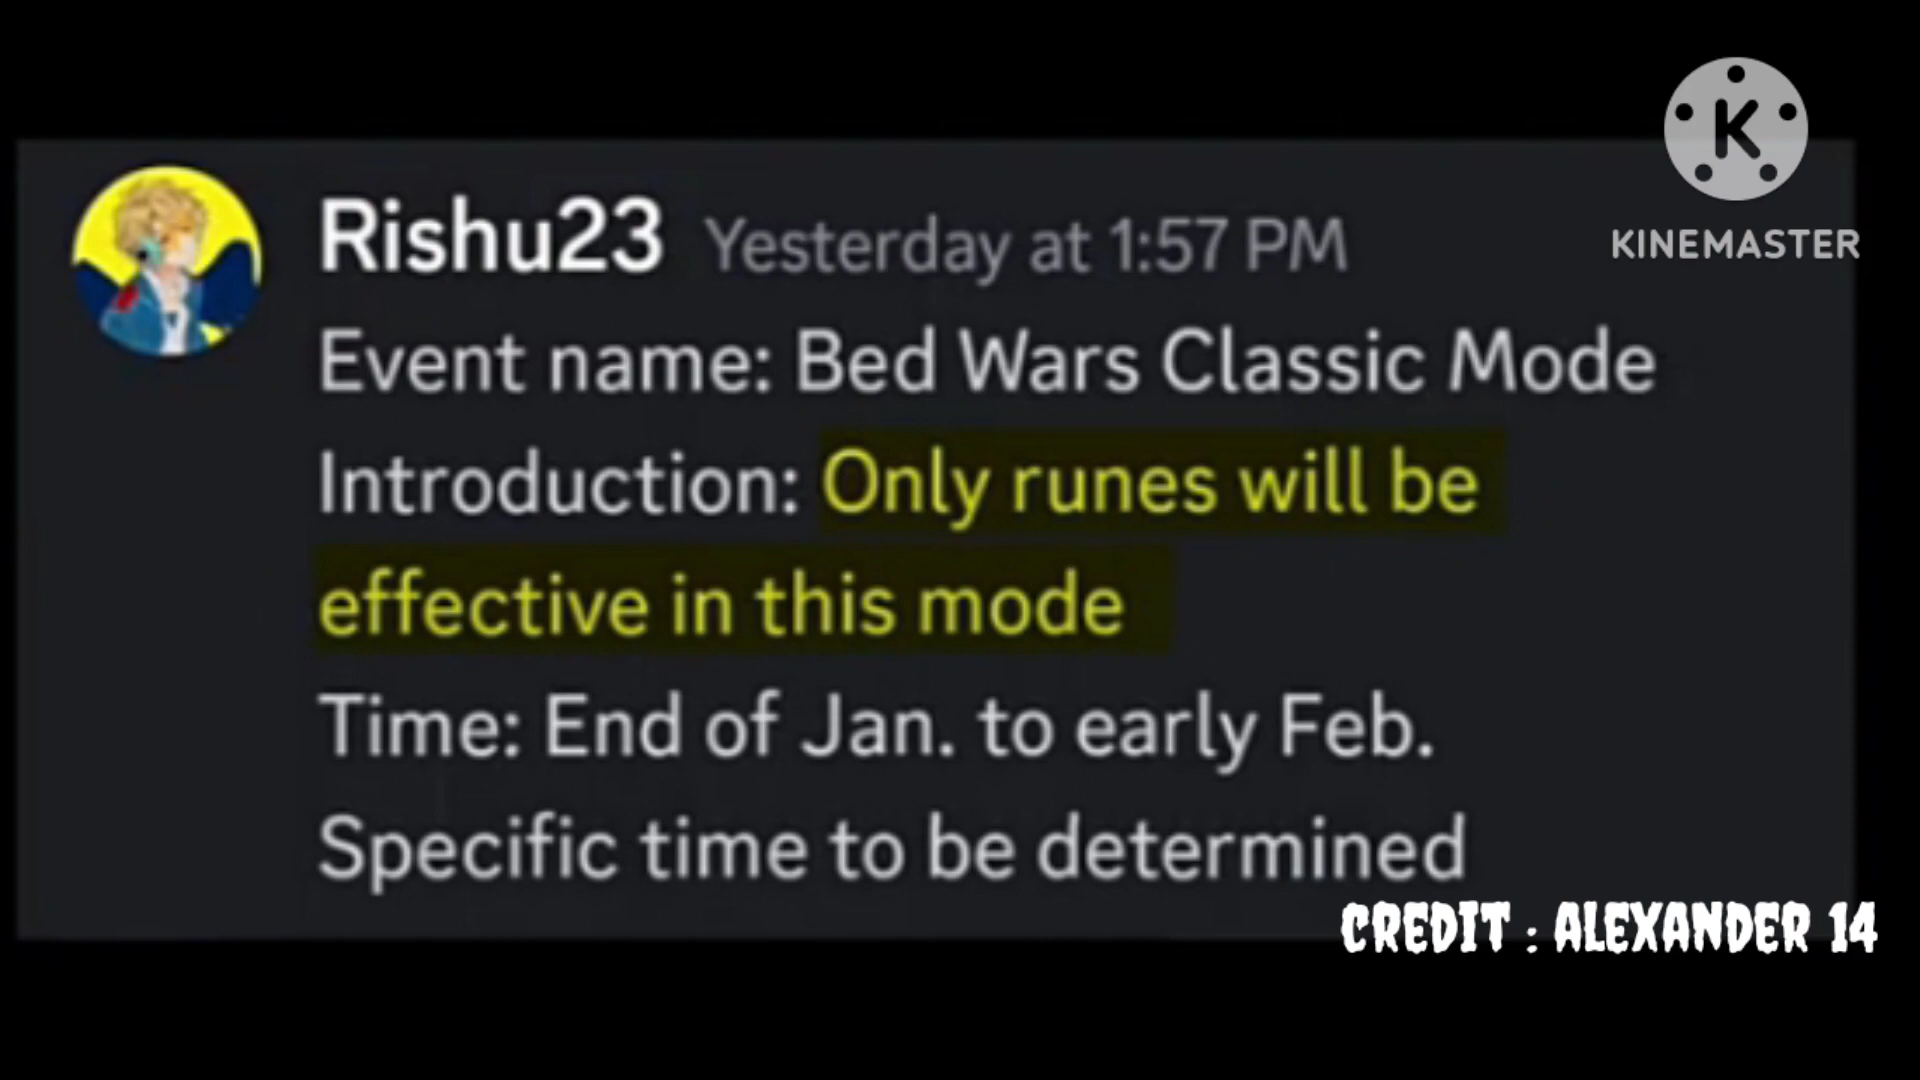 K
KINEMASTER
Rishu23 Yesterday at 1:57 PM
Event name: Bed Wars Classic Mode
Introduction: Only runes will be
effective in this mode
Time: End of Jan. to early Feb.
Specific time to be determined
CREDIT : ALEXANDER 14